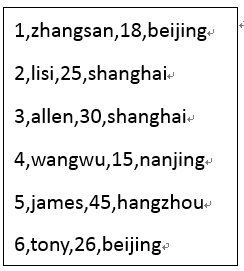 1,zhangsan,18,beijing
2,lisi,25,shanghai
3,allen,30,shanghai
4,wangwu,15,nanjing
5,james,45,hangzhou
6,tony,26,beijing